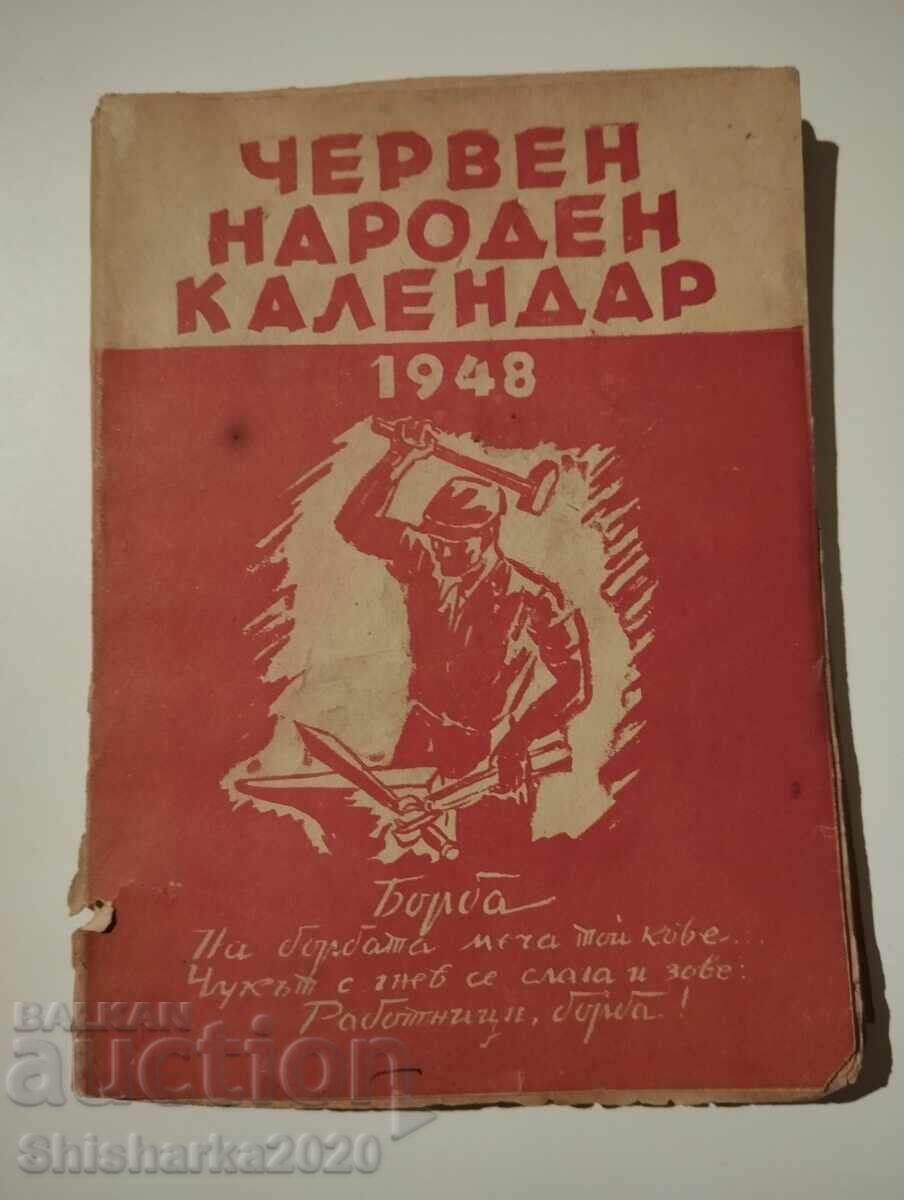 ЧЕРВЕН
НАРОДЕН
КАЛЕНДАР
1948
Борба
На борбата меча той кове...
Чукът с гнев се слага и зове:
Работници, борба!
BALKAN
auction
Shisharka2020